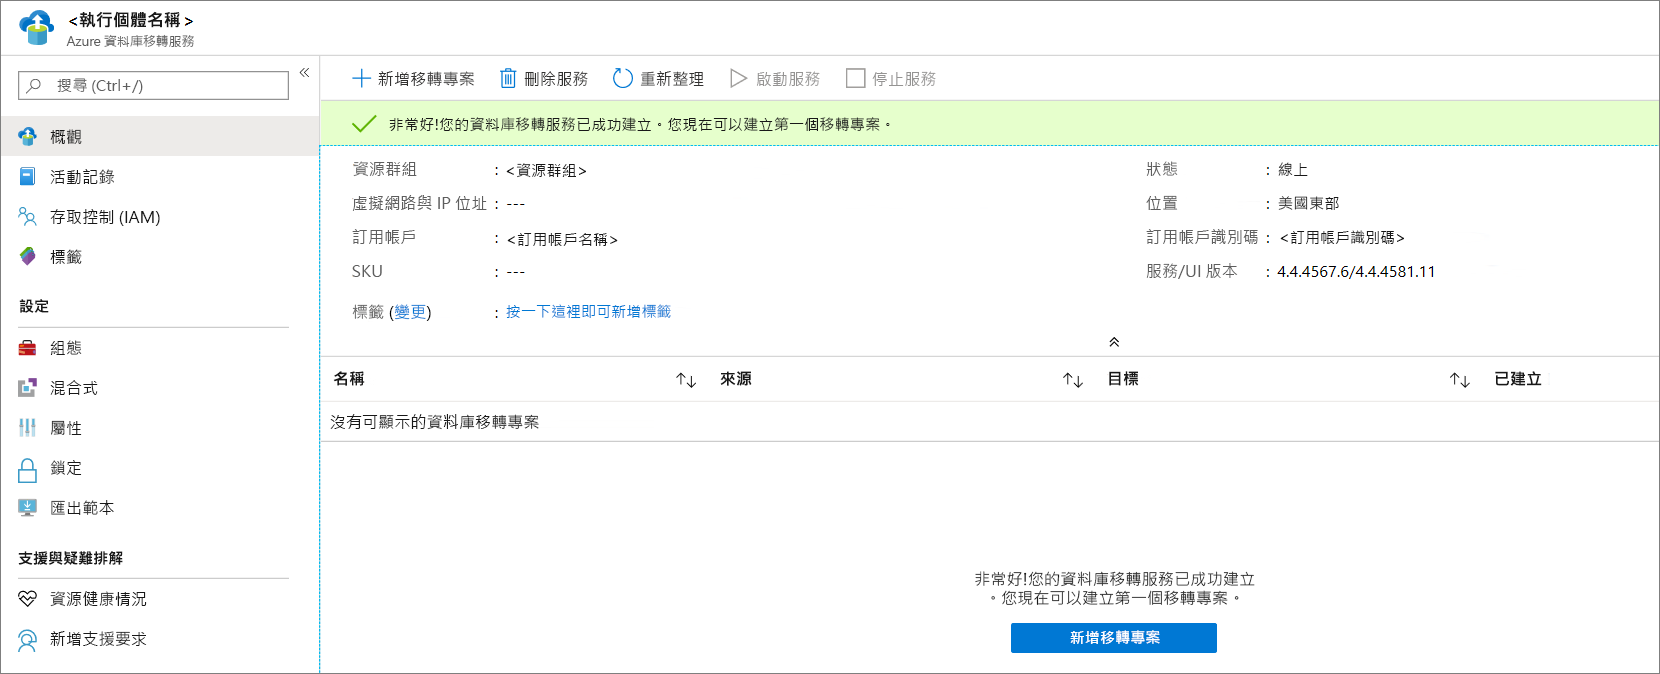 <執行個體名稱 >
Azure 資料庫移轉服務
搜尋 (Ctrl+/)
«
概觀
活動記錄
存取控制 (IAM)
標籤
設定
組態
混合式
屬性
鎖定
匯出範本
支援與疑難排解
資源健康情況
新增支援要求
新增移轉專案 刪除服務 重新整理 啟動服務 停止服務
非常好!您的資料庫移轉服務已成功建立。您現在可以建立第一個移轉專案。
資源群組 : <資源群組> 狀態 : 線上
虛擬網路與 IP 位址 : --- 位置 : 美國東部
訂用帳戶 : <訂用帳戶名稱> 訂用帳戶識別碼 : <訂用帳戶識別碼>
SKU : --- 服務/UI 版本 : 4.4.4567.6/4.4.4581.11
標籤 (變更) : 按一下這裡即可新增標籤
名稱 ↑↓ 來源 ↑↓ 目標 ↑↓ 已建立
沒有可顯示的資料庫移轉專案
非常好!您的資料庫移轉服務已成功建立
。您現在可以建立第一個移轉專案。
新增移轉專案